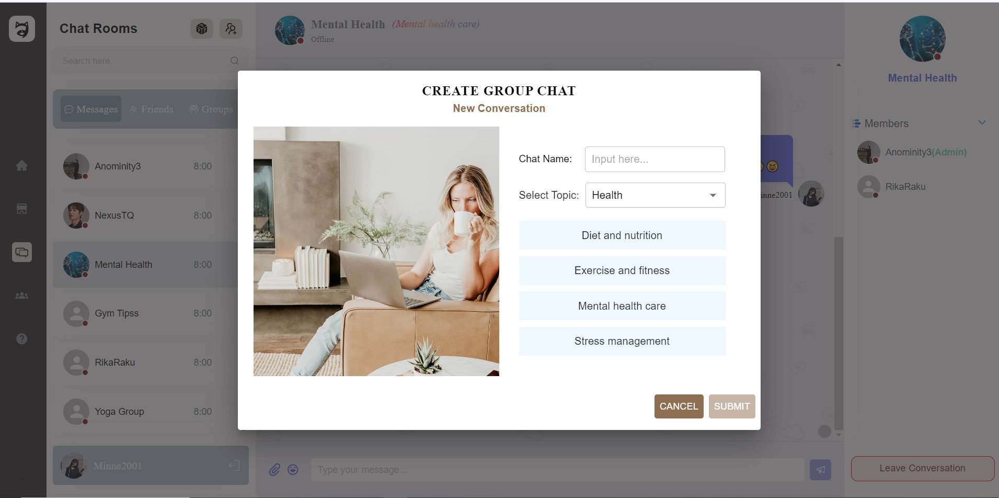 Chat Rooms
Search here...
Messages Friends Groups
Anominity3 8:00
NexusTQ 8:00
Mental Health 8:00
Gym Tipss 8:00
RikaRaku 8:00
Yoga Group 8:00
Minne2001
Mental Health (Mental health care)
Offline
CREATE GROUP CHAT
New Conversation
Chat Name: Input here...
Select Topic: Health
Diet and nutrition
Exercise and fitness
Mental health care
Stress management
CANCEL SUBMIT
inne2001
Type your message...
Mental Health
Members
Anominity3(Admin)
RikaRaku
Leave Conversation